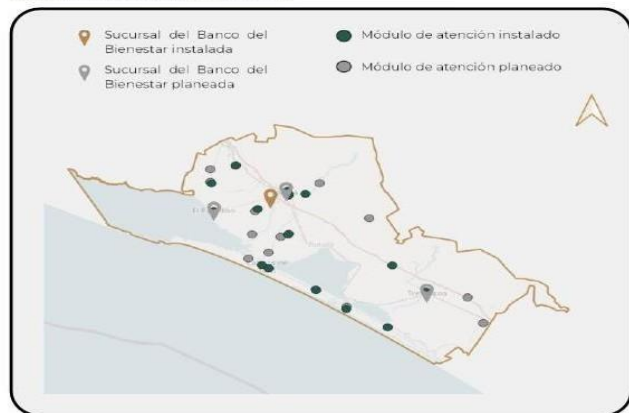 Sucursal del Banco del
Bienestar instalada
Sucursal del Banco del
Bienestar planeada
Módulo de atención instalado
Módulo de atención planeado